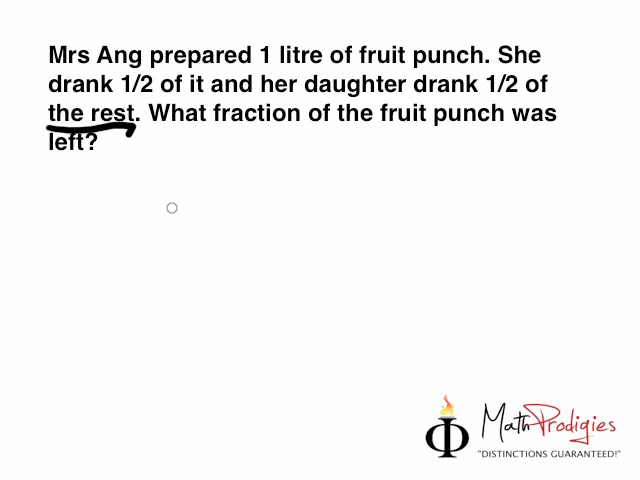 Mrs Ang prepared 1 litre of fruit punch. She
drank 1/2 of it and her daughter drank 1/2 of
the rest. What fraction of the fruit punch was
left?
Math Prodigies
"DISTINCTIONS GUARANTEED!"